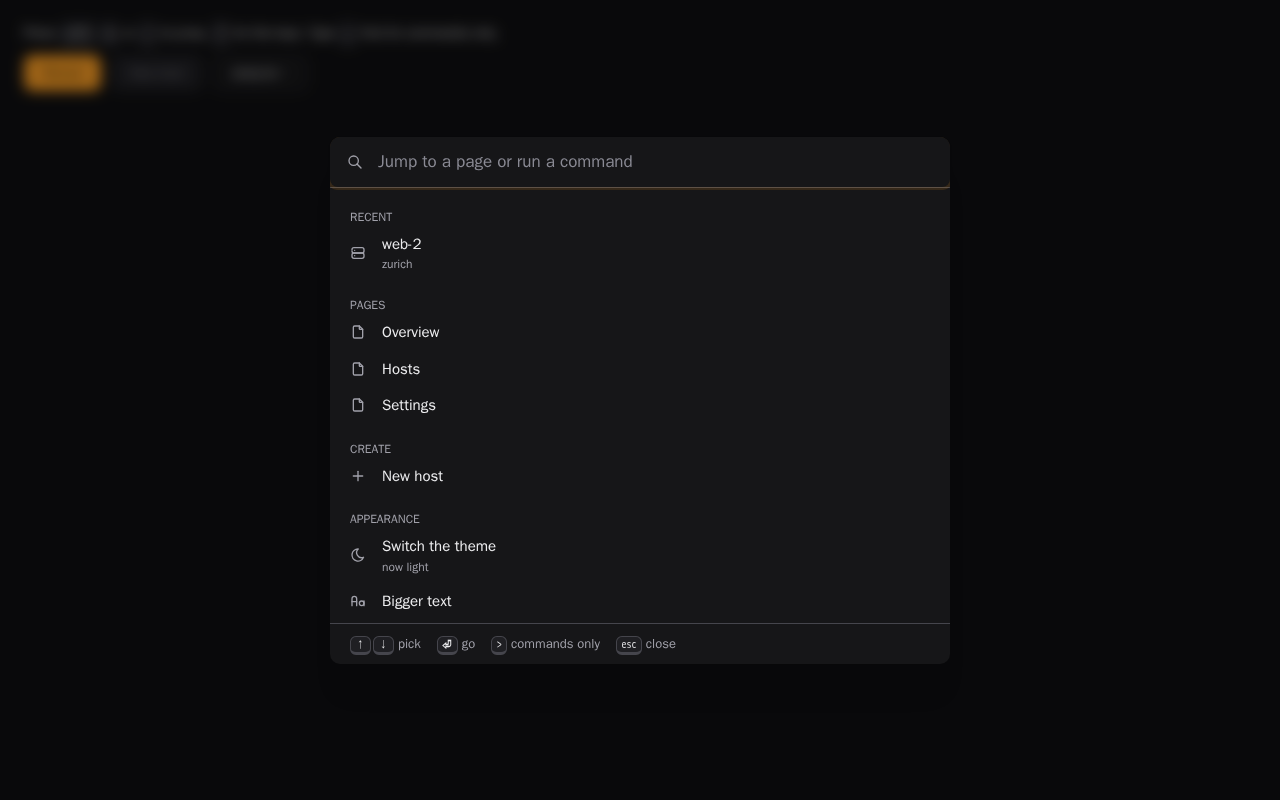 Jump to a page or run a command
RECENT
web-2
zurich
PAGES
Overview
Hosts
Settings
CREATE
New host
APPEARANCE
Switch the theme
now light
Aa Bigger text
↑ ↓ pick ⏎ go > commands only esc close